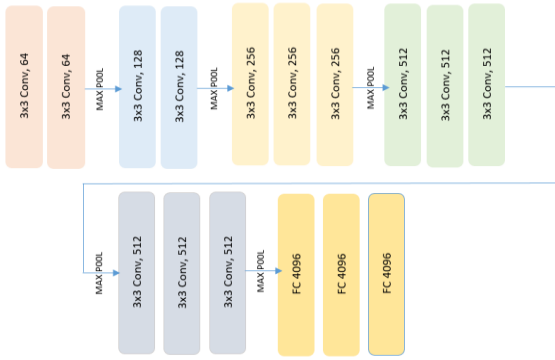 3x3 Conv, 64
3x3 Conv, 64
MAX POOL
3x3 Conv, 128
3x3 Conv, 128
MAX POOL
3x3 Conv, 256
3x3 Conv, 256
3x3 Conv, 256
MAX POOL
3x3 Conv, 512
3x3 Conv, 512
3x3 Conv, 512
MAX POOL
3x3 Conv, 512
3x3 Conv, 512
3x3 Conv, 512
MAX POOL
FC 4096
FC 4096
FC 4096